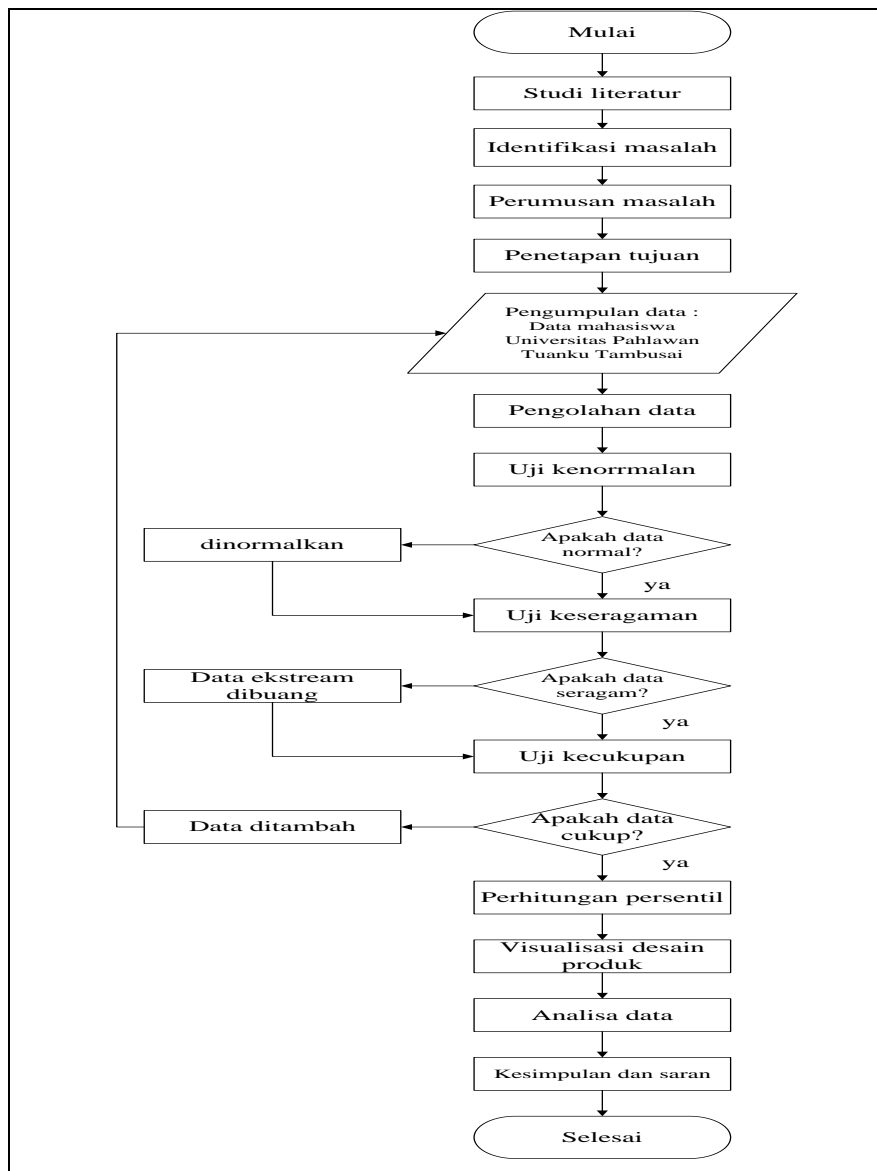 Mulai
Studi literatur
Identifikasi masalah
Perumusan masalah
Penetapan tujuan
Pengumpulan data :
Data mahasiswa
Universitas Pahlawan
Tuanku Tambusai
Pengolahan data
Uji kenorrmalan
Apakah data
normal?
dinormalkan
ya
Uji keseragaman
Apakah data
seragam?
Data ekstream
dibuang
ya
Uji kecukupan
Apakah data
cukup?
Data ditambah
ya
Perhitungan persentil
Visualisasi desain
produk
Analisa data
Kesimpulan dan saran
Selesai